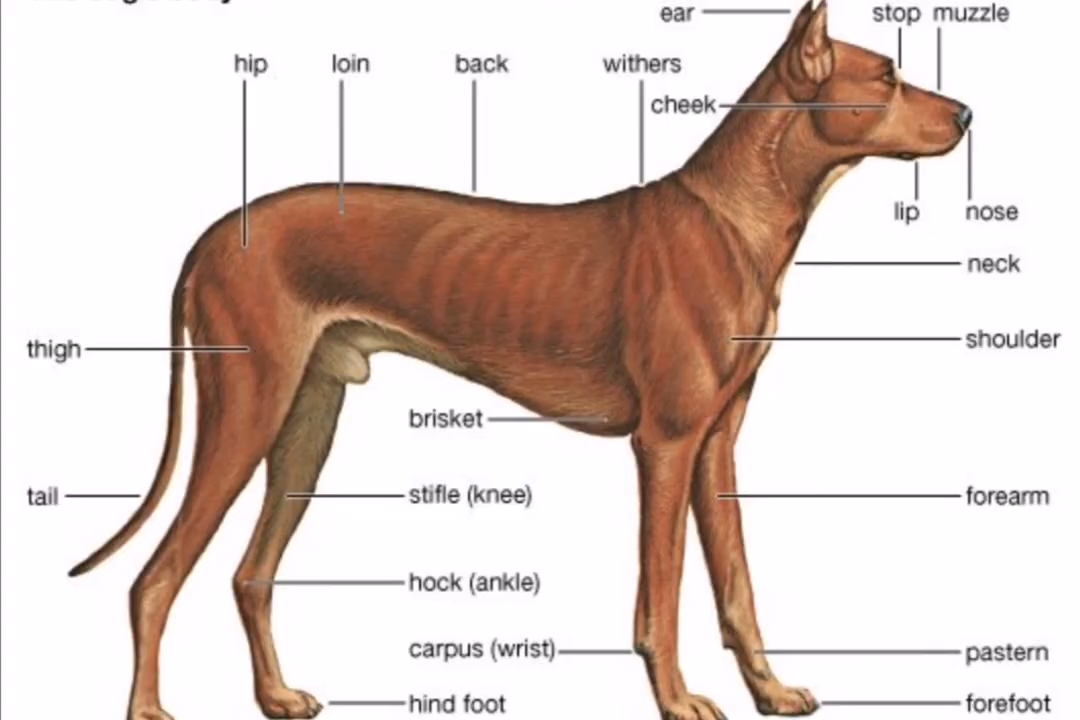 ear
stop muzzle
hip loin back withers
cheek
lip nose
neck
shoulder
thigh
brisket
tail
stifle (knee)
forearm
hock (ankle)
carpus (wrist)
pastern
hind foot
forefoot